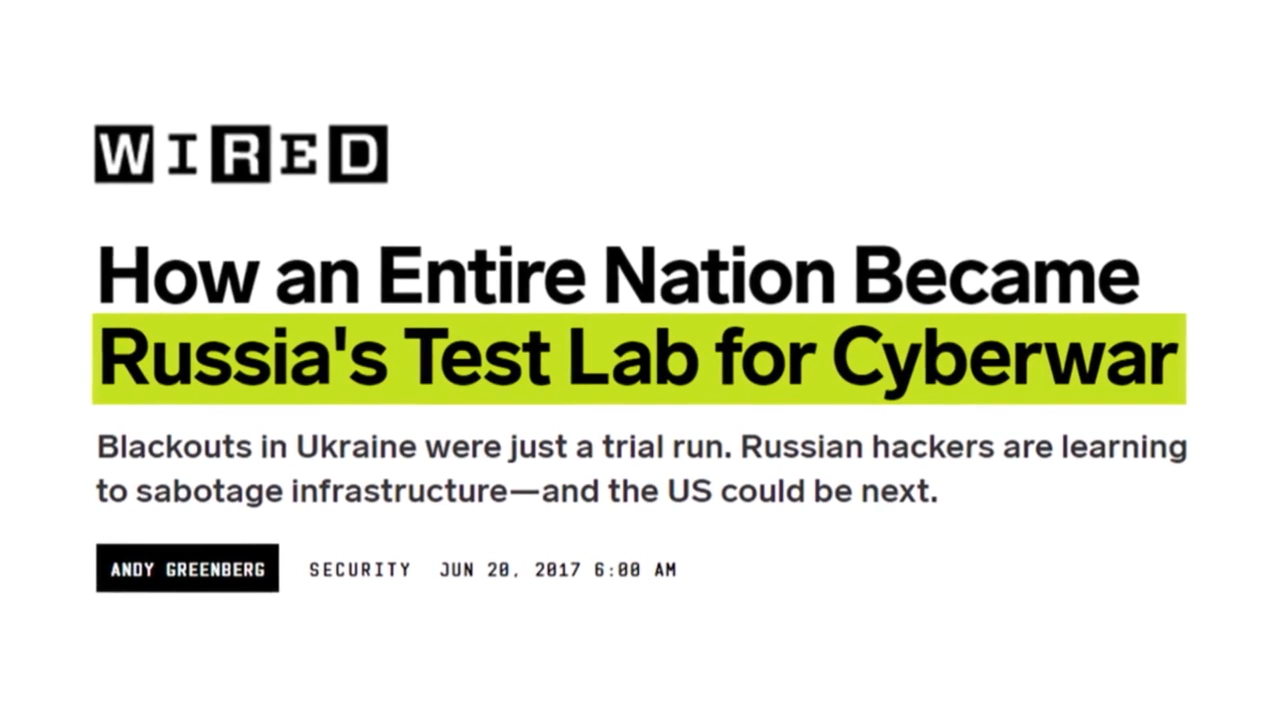 WIRED
How an Entire Nation Became
Russia's Test Lab for Cyberwar
Blackouts in Ukraine were just a trial run. Russian hackers are learning
to sabotage infrastructure—and the US could be next.
ANDY GREENBERG SECURITY JUN 20, 2017 6:00 AM